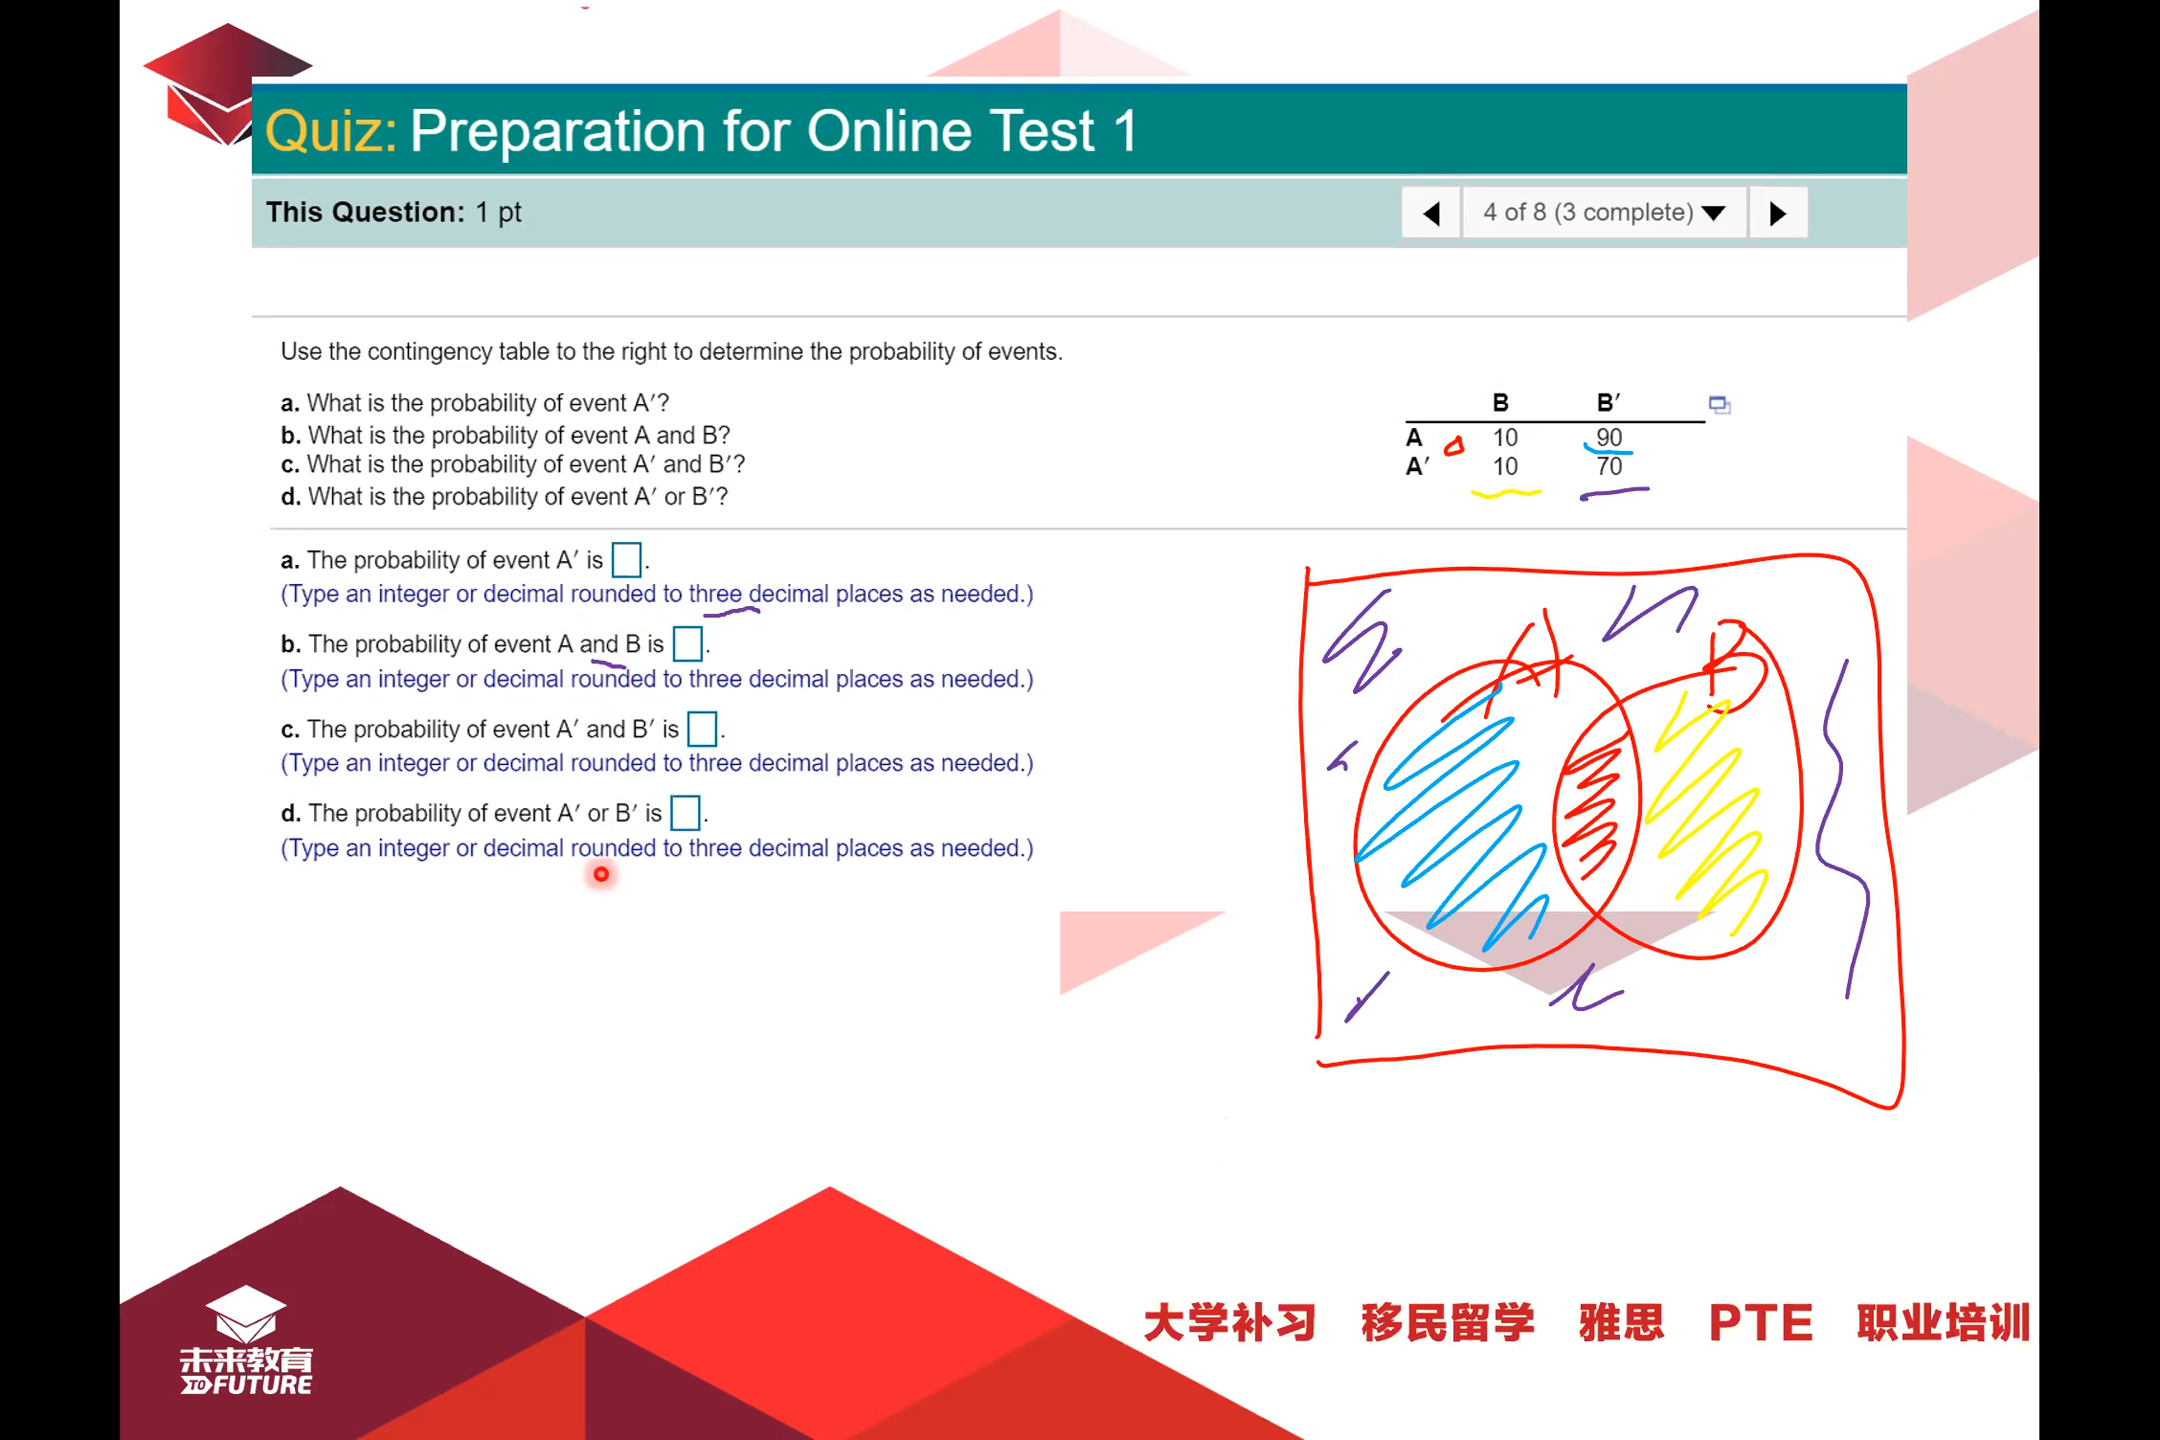 Quiz: Preparation for Online Test 1
This Question: 1 pt
4 of 8 (3 complete)
Use the contingency table to the right to determine the probability of events.
a. What is the probability of event A′?
b. What is the probability of event A and B?
c. What is the probability of event A′ and B′?
d. What is the probability of event A′ or B′?
B B′
A 10 90
A′ 10 70
a. The probability of event A′ is .
(Type an integer or decimal rounded to three decimal places as needed.)
b. The probability of event A and B is .
(Type an integer or decimal rounded to three decimal places as needed.)
c. The probability of event A′ and B′ is .
(Type an integer or decimal rounded to three decimal places as needed.)
d. The probability of event A′ or B′ is .
(Type an integer or decimal rounded to three decimal places as needed.)
A B
未来教育
TO FUTURE
大学补习 移民留学 雅思 PTE 职业培训